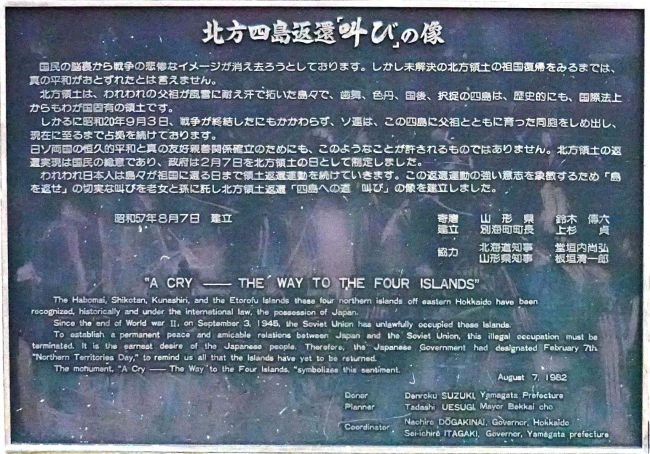 北方四島返還「叫び」の像
国民の脳裏から戦争の悲惨なイメージが消え去ろうとしております。しかし未解決の北方領土の祖国復帰をみるまでは、
真の平和がおとずれたとは言えません。
北方領土は、われわれの父祖が風雪に耐え汗で拓いた島々で、歯舞、色丹、国後、択捉の四島は、歴史的にも、国際法上
からもわが国固有の領土です。
しかるに昭和20年9月3日、戦争が終結したにもかかわらず、ソ連は、この四島に父祖とともに育った同胞をしめ出し、
現在に至るまで占拠を続けております。
日ソ両国の恒久的平和と真の友好親善関係確立のためにも、このようなことが許されるものではありません。北方領土の返
還実現は国民の総意であり、政府は2月7日を北方領土の日として制定しました。
われわれ日本人は島々が祖国に還る日まで領土返還運動を続けていきます。この返還運動の強い意志を象徴するため「島
を返せ」の切実な叫びを老女と孫に託し北方領土返還「四島への道 叫び」の像を建立しました。
昭和57年8月7日 建立
寄贈 山形県 鈴木傳六
建立 別海町町長 上杉貞
協力 北海道知事 堂垣内尚弘
山形県知事 板垣清一郎
"A CRY —— THE WAY TO THE FOUR ISLANDS"
The Habomai, Shikotan, Kunashiri, and the Etorofu Islands these four northern islands off eastern Hokkaido have been
recognized, historically and under the international law, the possession of Japan.
Since the end of World war II, on September 3, 1945, the Soviet Union has unlawfully occupied these Islands.
To establish a permanent peace and amicable relations between Japan and the Soviet Union, this illegal occupation must be
terminated. It is the earnest desire of the Japanese people. Therefore, the Japanese Government had designated February 7th.
"Northern Territories Day," to remind us all that the islands have yet to be returned.
The monument, "A Cry —— The Way to the Four Islands, "symbolizes this sentiment.
August 7, 1982
Donor Denroku SUZUKI, Yamagata Prefecture
Planner Tadashi UESUGI, Mayor Bekkai cho
Coordinator Naohiro DŌGAKINAI, Governor, Hokkaido
Sei-ichirō ITAGAKI, Governor, Yamagata prefecture